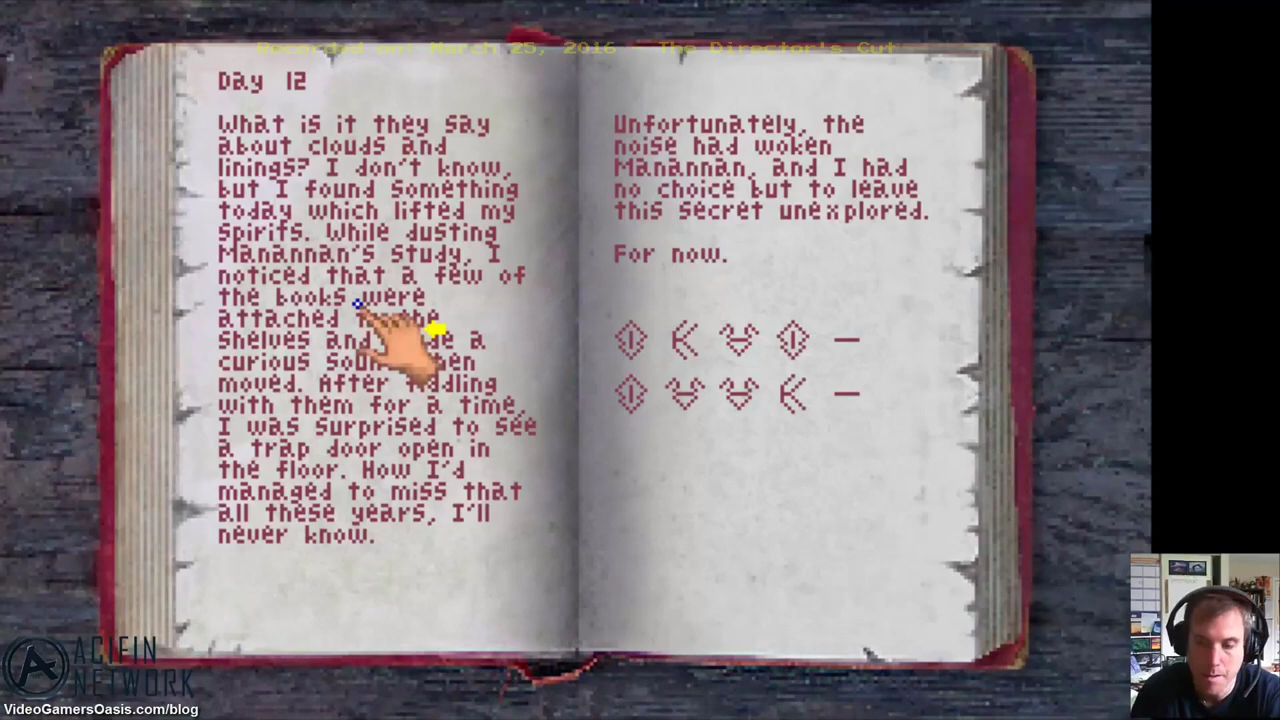 Recorded on: March 25, 2016 - The Director's Cut
Day 12
What is it they say
about clouds and
linings? I don't know,
but I found something
today which lifted my
spirits. While dusting
Manannan's study, I
noticed that a few of
the books were
attached
shelves and a
curious
moved. After
with them for a time,
I was surprised to see
a trap door open in
the floor. How I'd
managed to miss that
all these years, I'll
never know.
Unfortunately, the
noise had woken
Manannan, and I had
no choice but to leave
this secret unexplored.
For now.
ACIFIN
NETWORK
VideoGamersOasis.com/blog